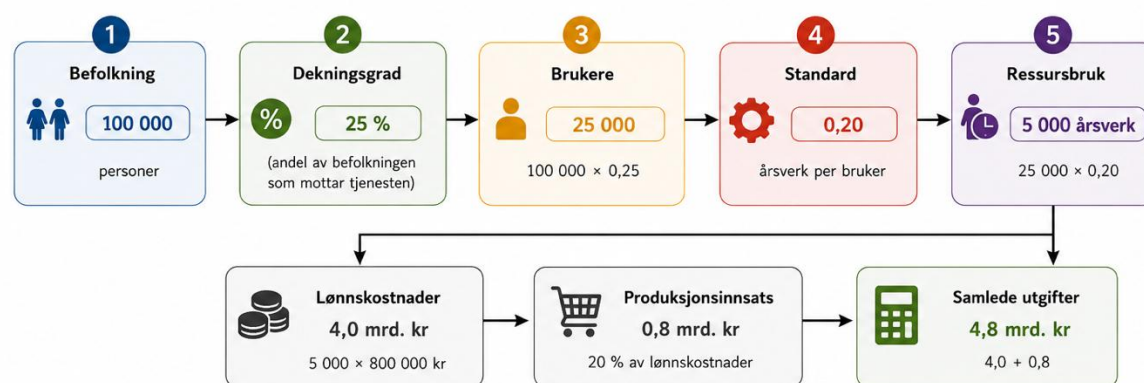 1
Befolkning
100 000
personer
2
Dekningsgrad
%
25 %
(andel av befolkningen
som mottar tjenesten)
3
Brukere
25 000
100 000 × 0,25
4
Standard
0,20
årsverk per bruker
5
Ressursbruk
5 000 årsverk
25 000 × 0,20
Lønnskostnader
4,0 mrd. kr
5 000 × 800 000 kr
Produksjonsinnsats
0,8 mrd. kr
20 % av lønnskostnader
Samlede utgifter
4,8 mrd. kr
4,0 + 0,8